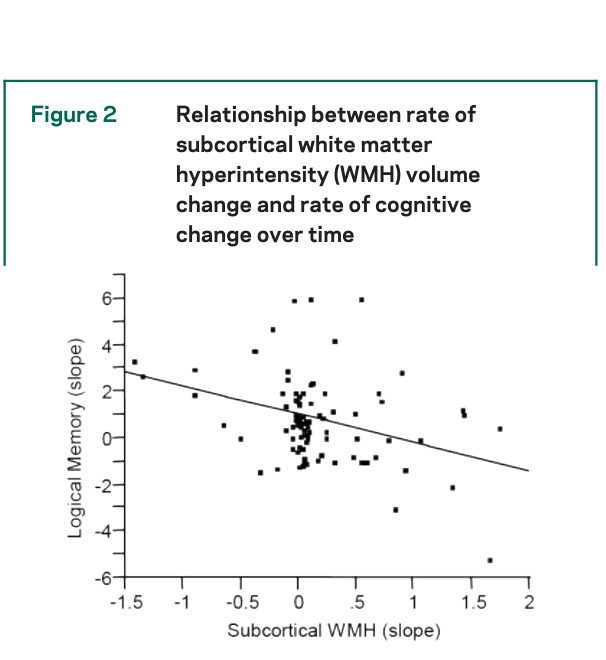 Figure 2
Relationship between rate of
subcortical white matter
hyperintensity (WMH) volume
change and rate of cognitive
change over time
Logical Memory (slope)
6
4
2
0
-2
-4
-6
-1.5 -1 -0.5 0 .5 1 1.5 2
Subcortical WMH (slope)